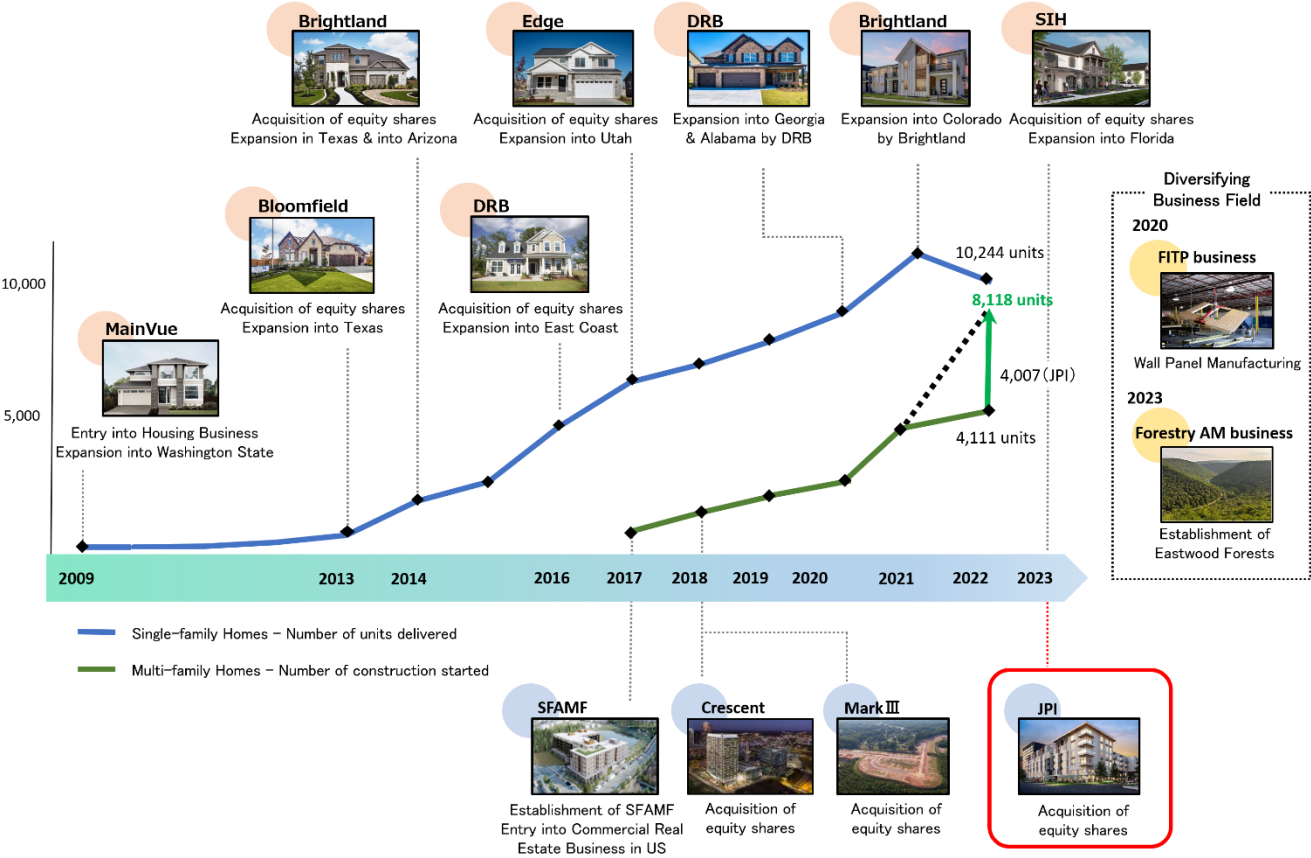 Brightland
Acquisition of equity shares
Expansion in Texas & into Arizona
Edge
Acquisition of equity shares
Expansion into Utah
DRB
Expansion into Georgia
& Alabama by DRB
Brightland
Expansion into Colorado
by Brightland
SIH
Acquisition of equity shares
Expansion into Florida
Bloomfield
Acquisition of equity shares
Expansion into Texas
DRB
Acquisition of equity shares
Expansion into East Coast
MainVue
Entry into Housing Business
Expansion into Washington State
Diversifying
Business Field
2020
FITP business
Wall Panel Manufacturing
2023
Forestry AM business
Establishment of
Eastwood Forests
10,000
5,000
10,244 units
8,118 units
4,007(JPI)
4,111 units
2009
2013
2014
2016
2017
2018
2019
2020
2021
2022
2023
Single-family Homes - Number of units delivered
Multi-family Homes - Number of construction started
SFAMF
Establishment of SFAMF
Entry into Commercial Real
Estate Business in US
Crescent
Acquisition of
equity shares
MarkⅢ
Acquisition of
equity shares
JPI
Acquisition of
equity shares